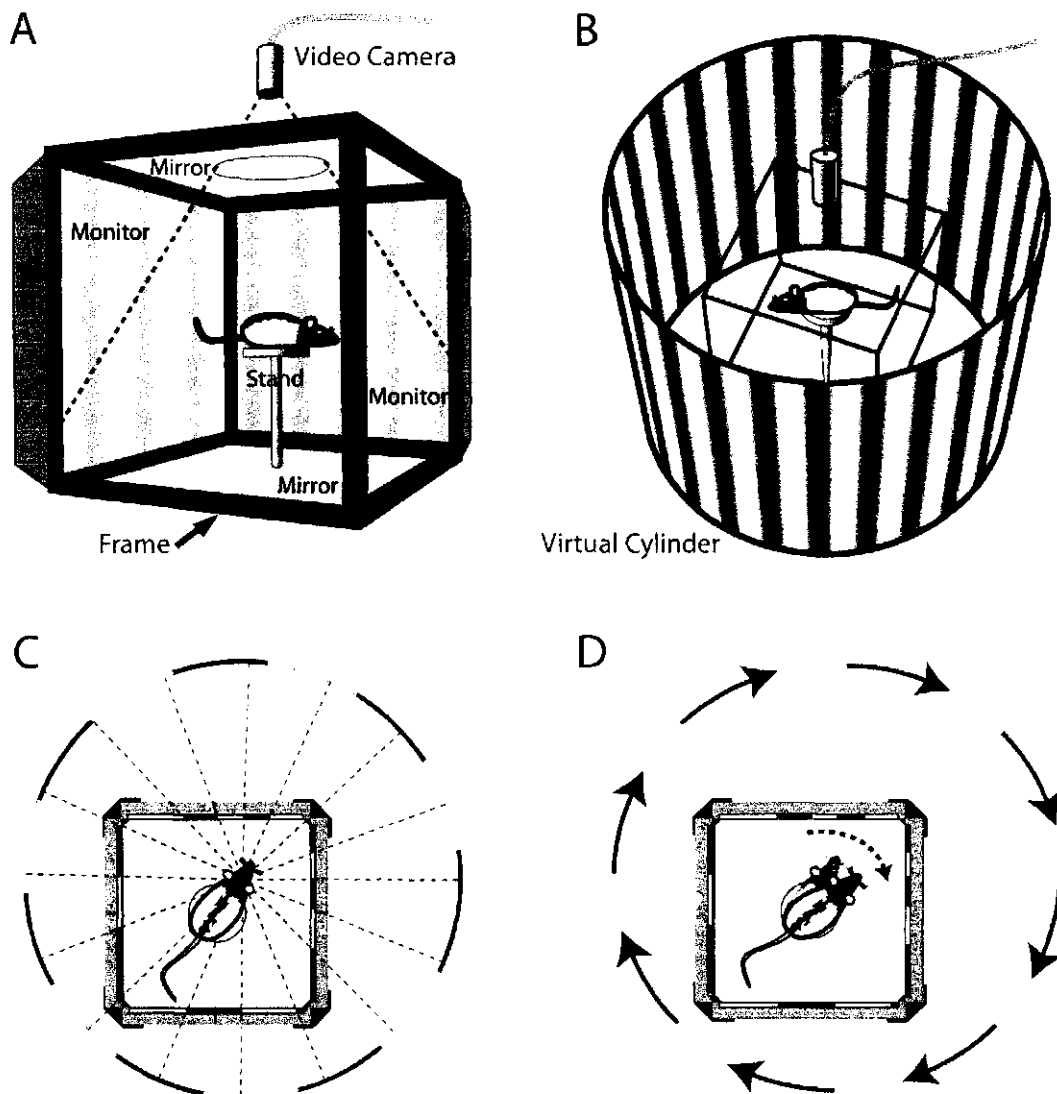 A
Video Camera
Mirror
Monitor
Stand
Monitor
Mirror
Frame
B
Virtual Cylinder
C
D